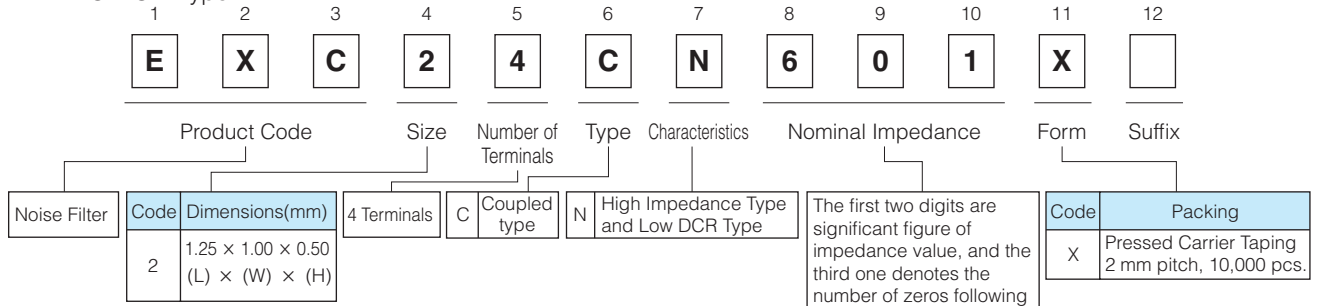 Type
1 2 3 4 5 6 7 8 9 10 11 12
E X C 2 4 C N 6 0 1 X
Product Code Size Number of Terminals Type Characteristics Nominal Impedance Form Suffix
Noise Filter
Code Dimensions(mm)
2 1.25 × 1.00 × 0.50
(L) × (W) × (H)
4 Terminals
C Coupled
type
N High Impedance Type
and Low DCR Type
The first two digits are
significant figure of
impedance value, and the
third one denotes the
number of zeros following
Code Packing
X Pressed Carrier Taping
2 mm pitch, 10,000 pcs.